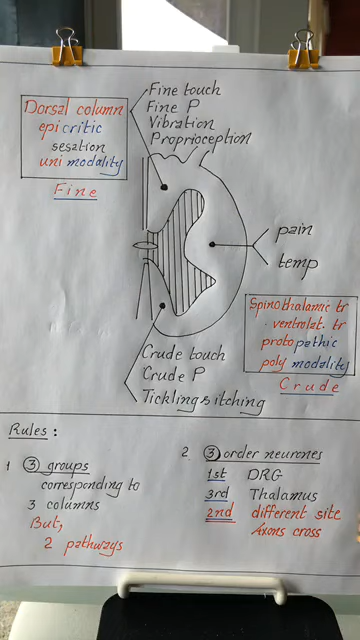 Fine touch
Fine P
Vibration
Proprioception
Dorsal column
epicritic
sesation
uni modality
Fine
pain
temp
Spinothalamic tr
. ventrolat. tr
protopathic
poly modality
Crude
Crude touch
Crude P
Tickling & itching
Rules :
1 ③ groups
corresponding to
3 columns
But,
2 pathways
2 ③ order neurones
1st DRG
3rd Thalamus
2nd different site
Axons cross